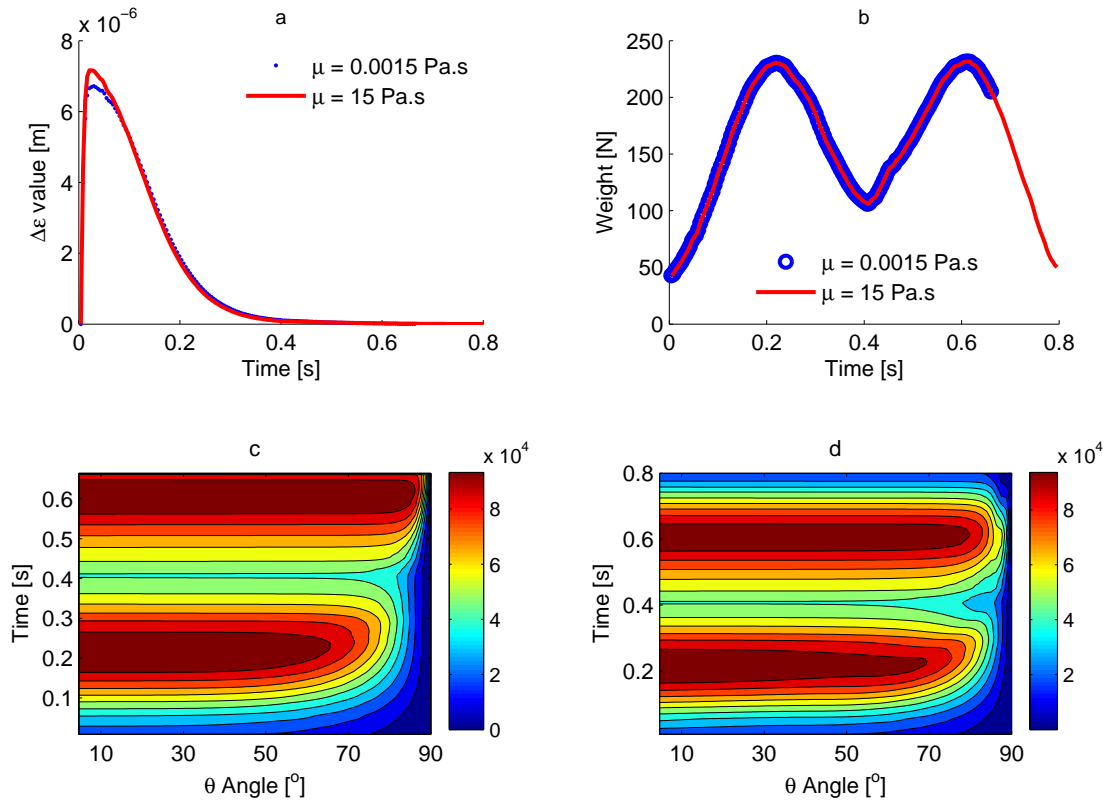 a
x 10⁻⁶
8
6
4
2
0
Δε value [m]
0 0.2 0.4 0.6 0.8
Time [s]
μ = 0.0015 Pa.s
μ = 15 Pa.s
b
250
200
150
100
50
0
Weight [N]
0 0.2 0.4 0.6 0.8
Time [s]
μ = 0.0015 Pa.s
μ = 15 Pa.s
c
0.6
0.5
0.4
0.3
0.2
0.1
Time [s]
10 30 50 70 90
θ Angle [º]
x 10⁴
8
6
4
2
0
d
0.8
0.6
0.4
0.2
Time [s]
10 30 50 70 90
θ Angle [º]
x 10⁴
8
6
4
2